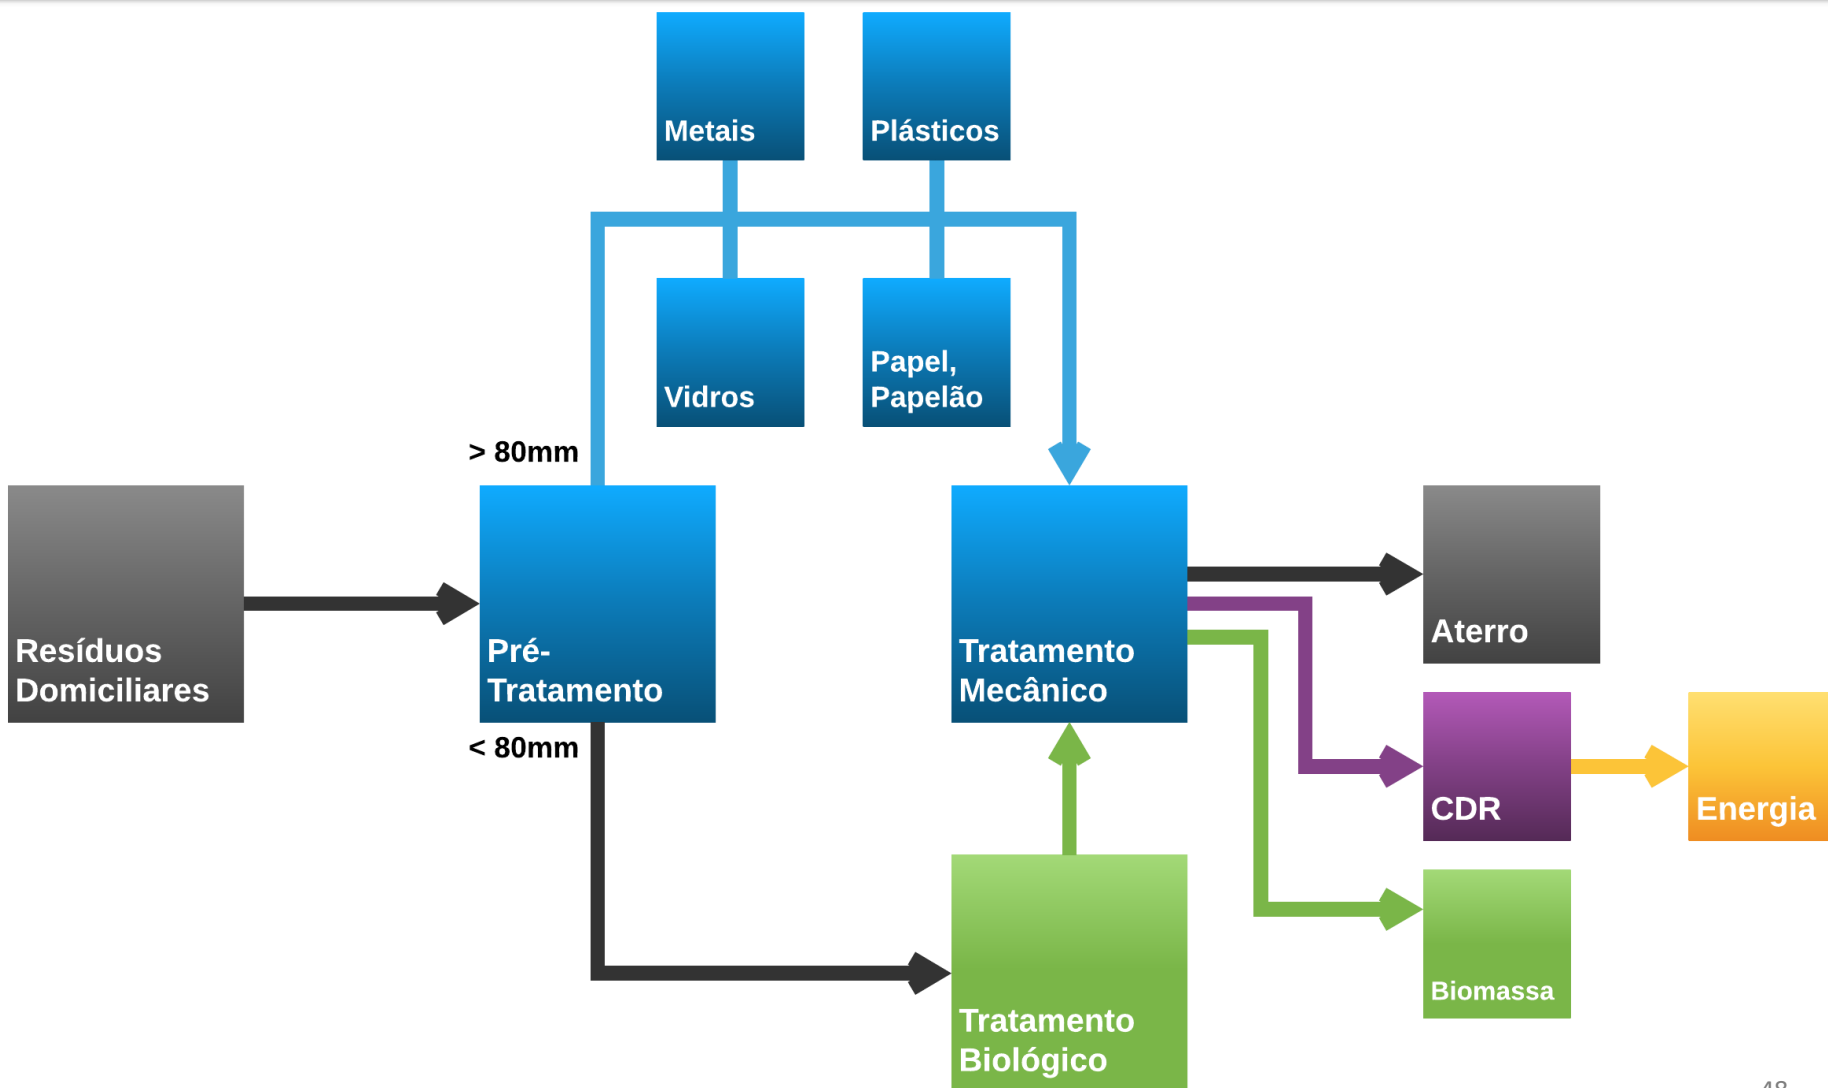 Metais
Plásticos
Vidros
Papel,
Papelão
> 80mm
Resíduos
Domiciliares
Pré-
Tratamento
Tratamento
Mecânico
Aterro
< 80mm
CDR
Energia
Biomassa
Tratamento
Biológico